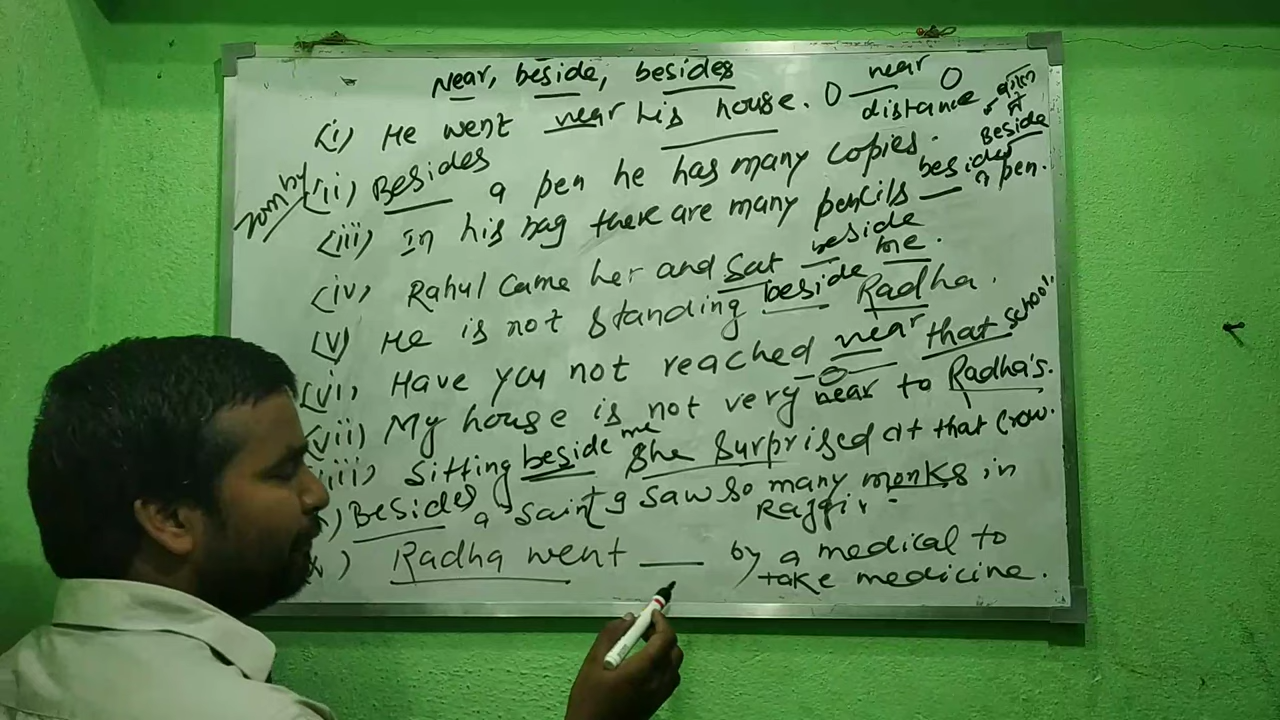 Near, beside, besides
(i) He went near his house. O near O
distance
Beside
(ii) Besides a pen he has many copies.
(iii) In his bag there are many pencils besides a pen.
(iv) Rahul came her and sat beside me.
(v) He is not standing beside Radha.
(vi) Have you not reached near that school.
(vii) My house is not very near to Radha's.
iii) Sitting beside me she surprised at that crow.
x) Besides a saint I saw so many monks in
Rajgir
x) Radha went ___ by a medical to
take medicine.